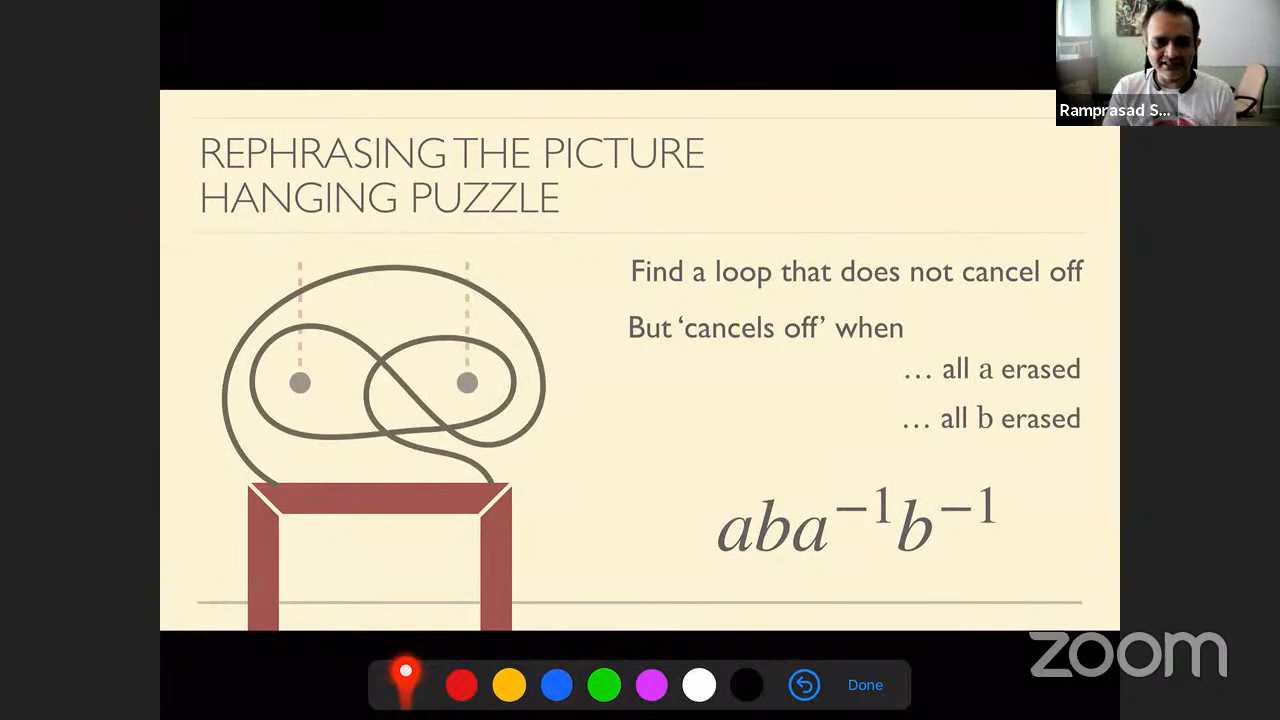 Ramprasad S...
REPHRASING THE PICTURE
HANGING PUZZLE
Find a loop that does not cancel off
But ‘cancels off’ when
… all a erased
… all b erased
aba⁻¹b⁻¹
zoom
Done